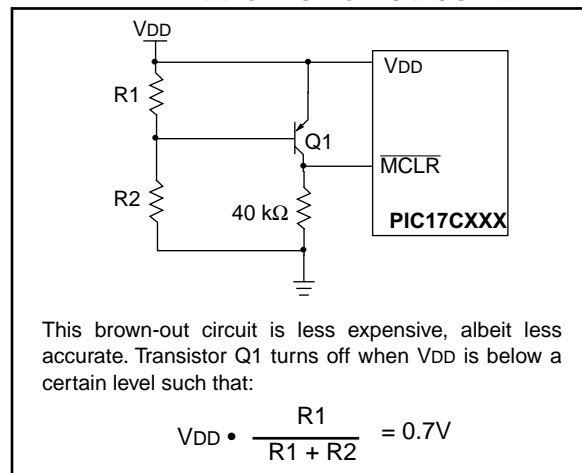 VDD
R1
R2
Q1
40 kΩ
VDD
MCLR
PIC17CXXX
This brown-out circuit is less expensive, albeit less
accurate. Transistor Q1 turns off when VDD is below a
certain level such that:
VDD • R1 / R1 + R2 = 0.7V